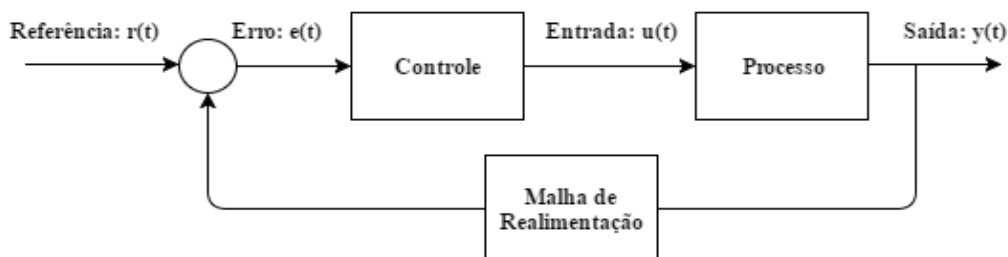 Referência: r(t)
Erro: e(t)
Controle
Entrada: u(t)
Processo
Saída: y(t)
Malha de
Realimentação